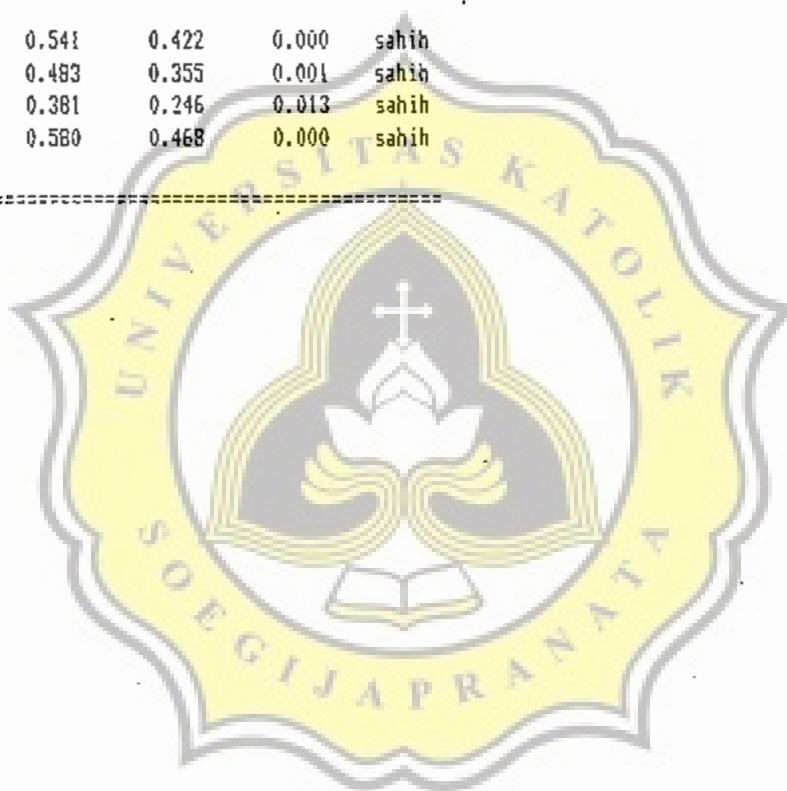 0.541 0.422 0.000 sahih
0.483 0.355 0.001 sahih
0.381 0.246 0.013 sahih
0.580 0.468 0.000 sahih
UNIVERSITAS KATOLIK
SOEGIJAPRANATA